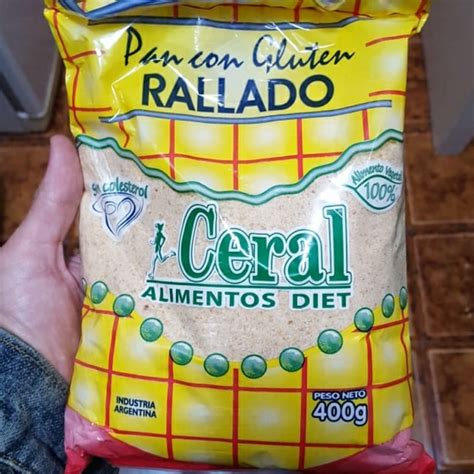 Pan con Gluten
RALLADO
Sin colesterol
Alimento Vegetal
100%
Ceral
ALIMENTOS DIET
INDUSTRIA
ARGENTINA
PESO NETO
400g